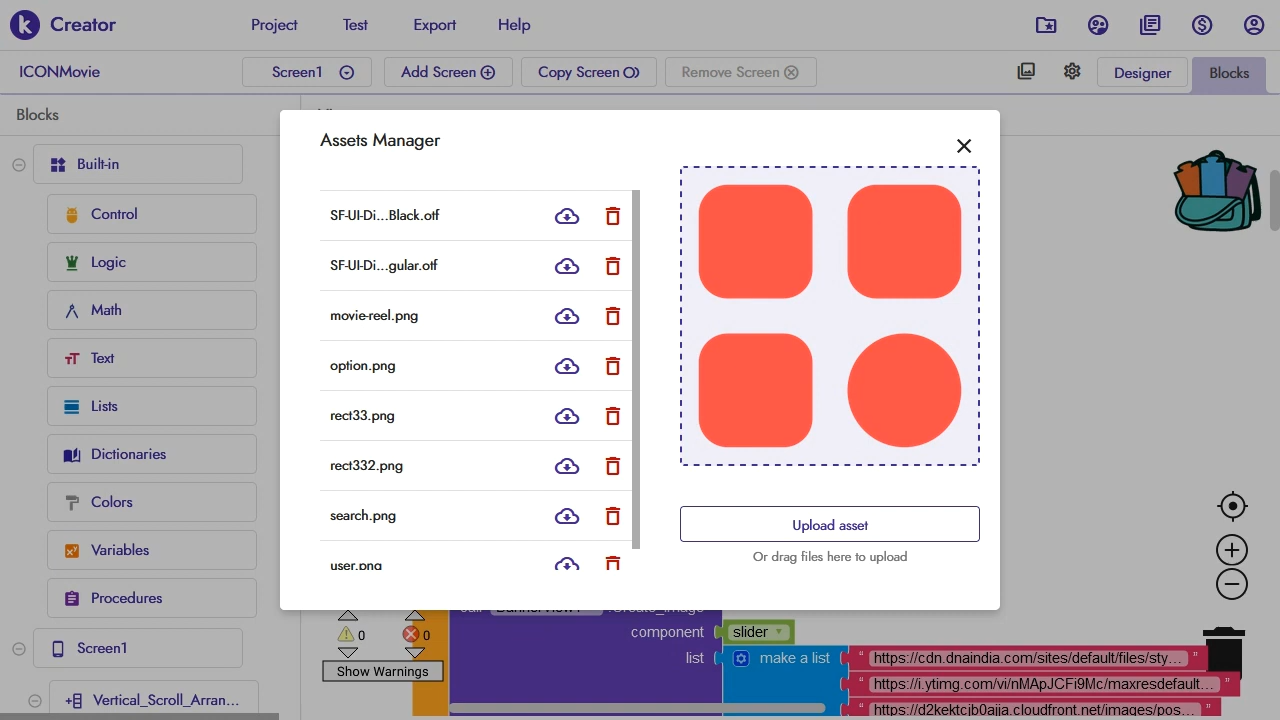 Creator
Project
Test
Export
Help
ICONMovie
Screen1
Add Screen
Copy Screen
Remove Screen
Designer
Blocks
Blocks
Built-in
Control
Logic
Math
Text
Lists
Dictionaries
Colors
Variables
Procedures
Screen1
Vertical_Scroll_Arran...
Assets Manager
SF-UI-Di...Black.otf
SF-UI-Di...gular.otf
movie-reel.png
option.png
rect33.png
rect332.png
search.png
user.png
Upload asset
Or drag files here to upload
0
0
Show Warnings
component
slider
list
make a list
“ https://cdn.dnaindia.com/sites/default/files/sty... ”
“ https://i.ytimg.com/vi/nMApJCFi9Mc/maxresdefault... ”
“ https://d2kektcjb0ajja.cloudfront.net/images/pos... ”